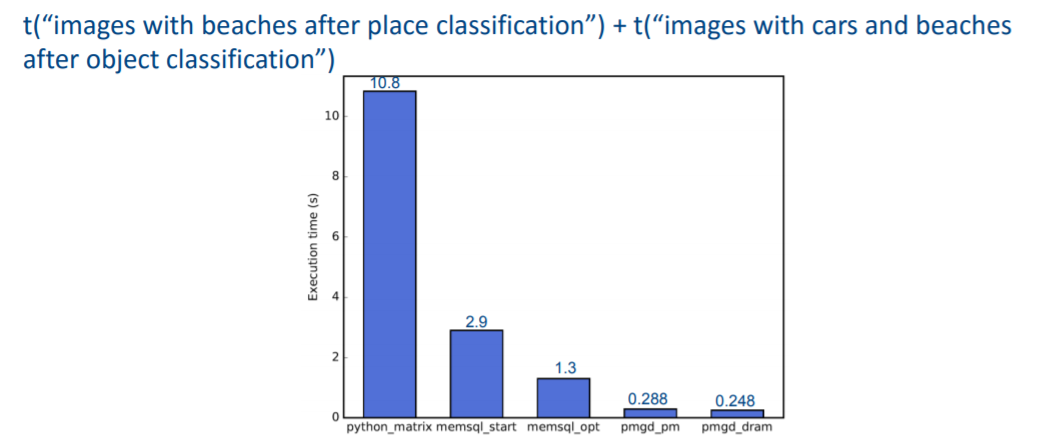 t(“images with beaches after place classification”) + t(“images with cars and beaches
after object classification”)
10.8
10
8
Execution time (s)
6
4
2.9
2
1.3
0.288
0.248
0
python_matrix memsql_start memsql_opt pmgd_pm pmgd_dram